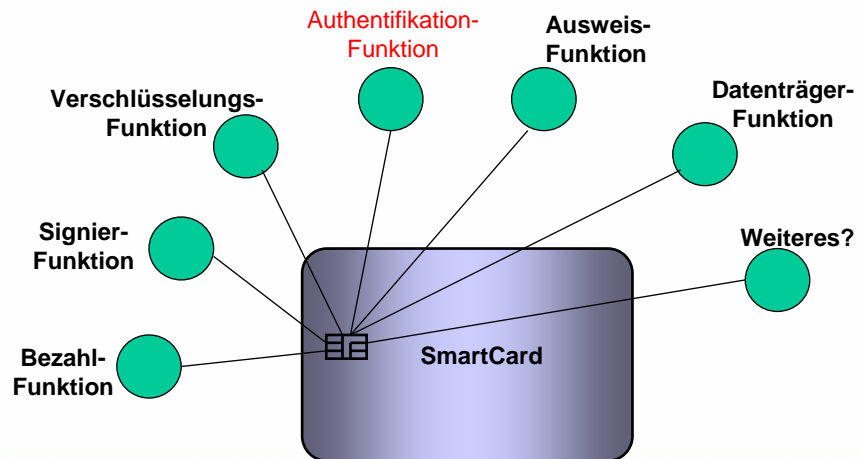 Authentifikation-
Funktion
Ausweis-
Funktion
Verschlüsselungs-
Funktion
Datenträger-
Funktion
Signier-
Funktion
Weiteres?
Bezahl-
Funktion
SmartCard